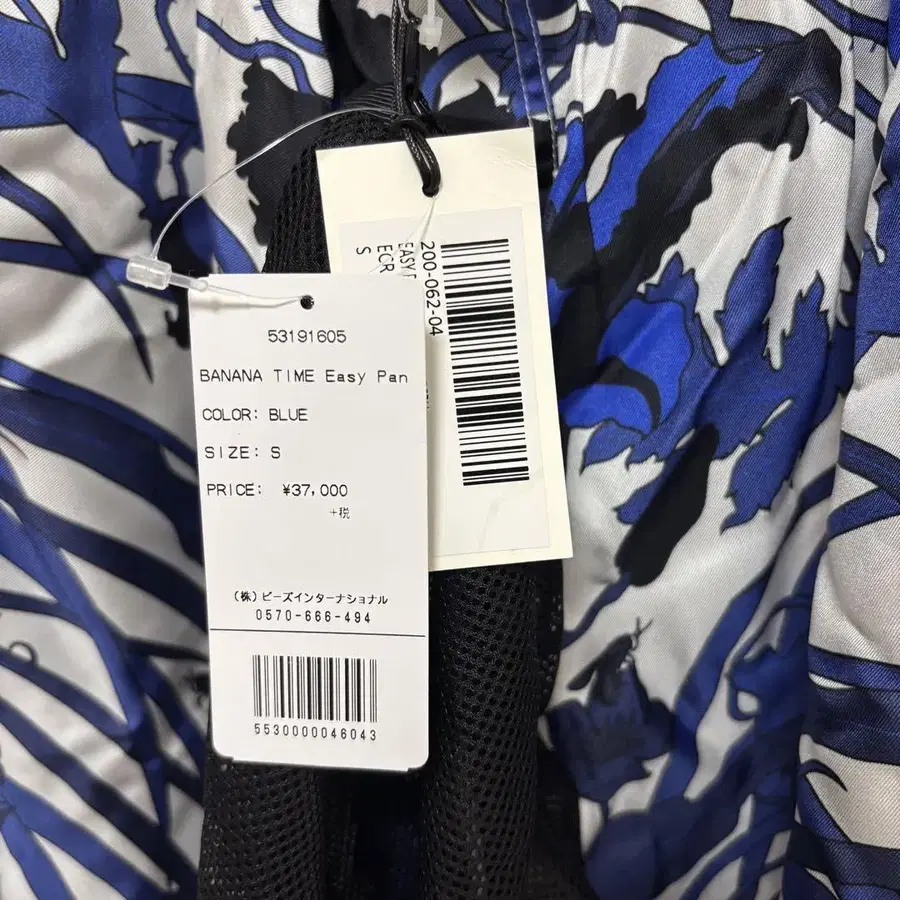 53191605
BANANA TIME Easy Pan
COLOR: BLUE
SIZE: S
PRICE: ¥37,000
+税
(株)ビーズインターナショナル
0570-666-494
5530000046043
200-062-04
ECR
S